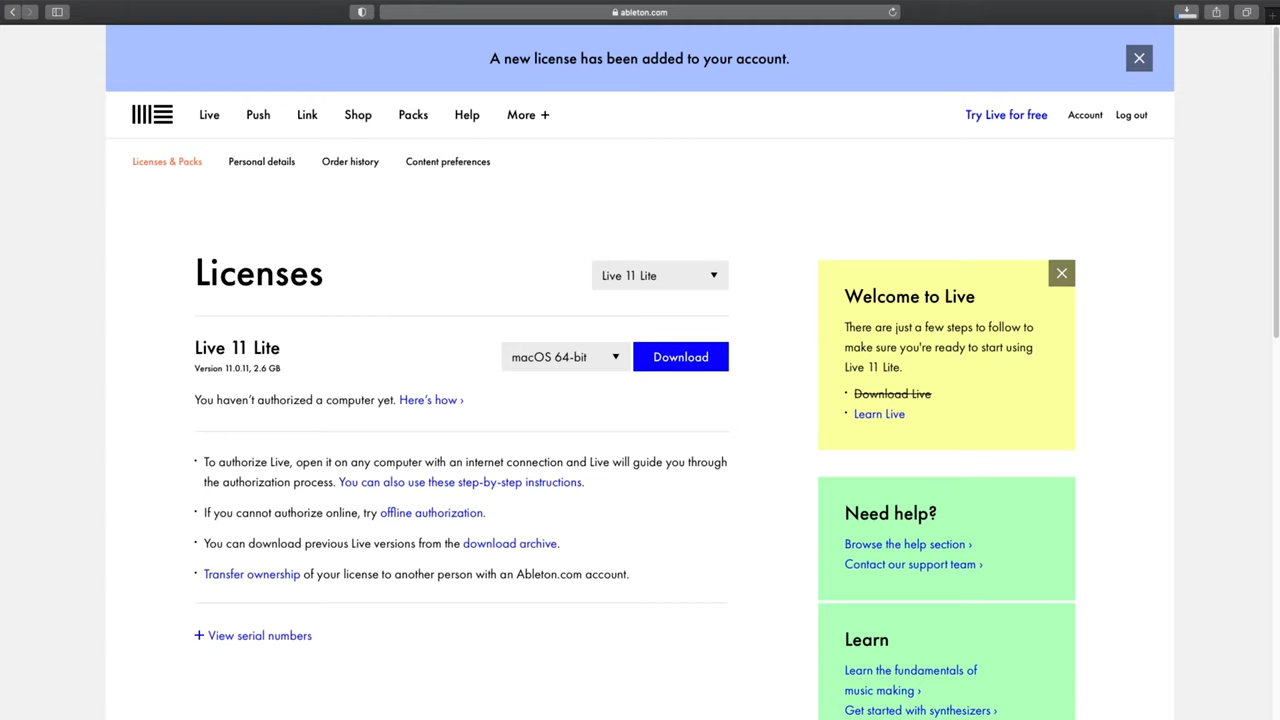 ableton.com
A new license has been added to your account.
Live Push Link Shop Packs Help More + Try Live for free Account Log out
Licenses & Packs Personal details Order history Content preferences
Licenses
Live 11 Lite
Live 11 Lite
Version 11.0.11, 2.6 GB
macOS 64-bit
Download
You haven't authorized a computer yet. Here's how ›
· To authorize Live, open it on any computer with an internet connection and Live will guide you through
the authorization process. You can also use these step-by-step instructions.
· If you cannot authorize online, try offline authorization.
· You can download previous Live versions from the download archive.
· Transfer ownership of your license to another person with an Ableton.com account.
+ View serial numbers
Welcome to Live
There are just a few steps to follow to
make sure you're ready to start using
Live 11 Lite.
· Download Live
· Learn Live
Need help?
Browse the help section ›
Contact our support team ›
Learn
Learn the fundamentals of
music making ›
Get started with synthesizers ›